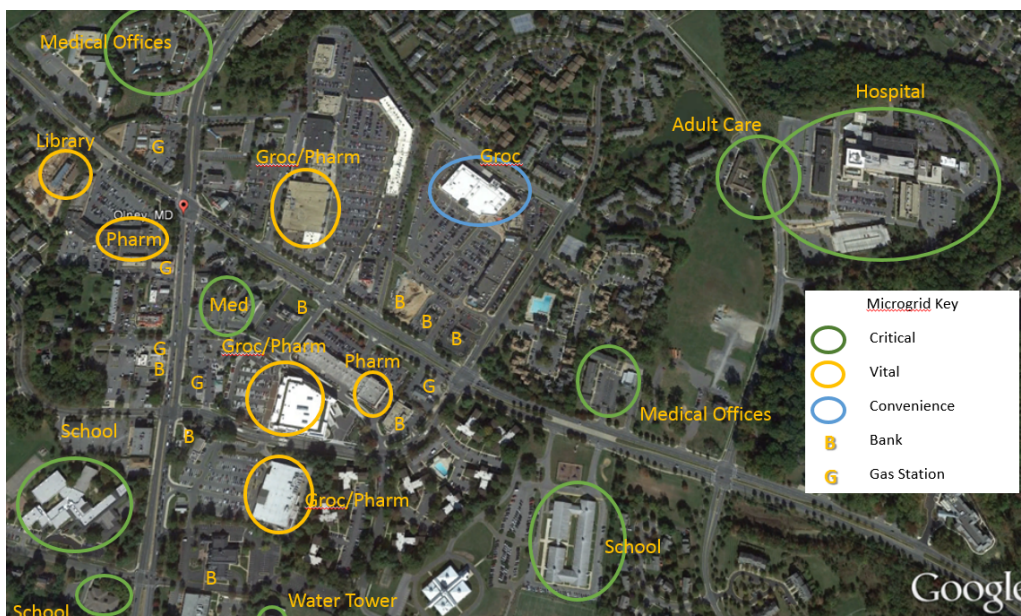 Medical Offices
Hospital
G
Library
Adult Care
Groc/Pharm
Groc
Olney, MD
Pharm
G
Med
B
B
B
B
Microgrid Key
Critical
Vital
Convenience
B Bank
G Gas Station
G
B
Groc/Pharm
Pharm
G
G
B
Medical Offices
School
B
Groc/Pharm
School
B
School
Water Tower
Google